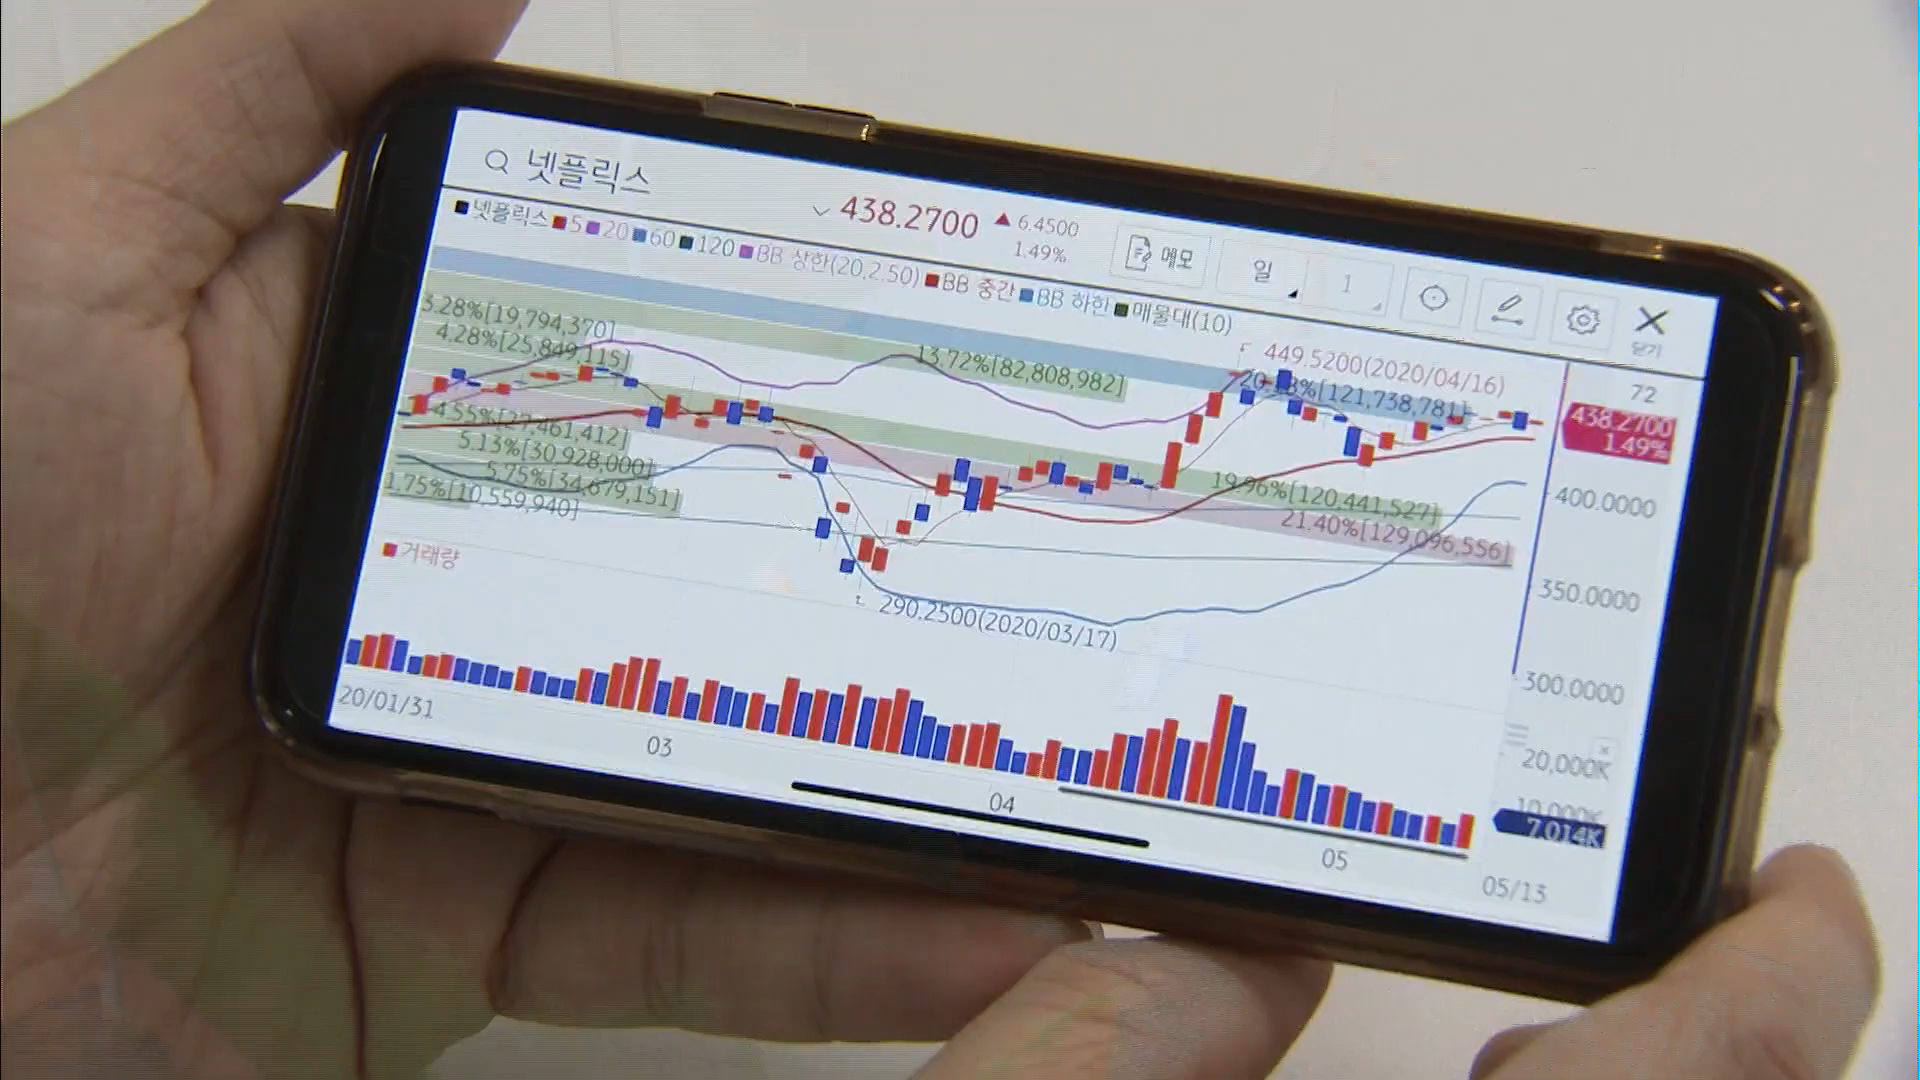 넷플릭스
438.2700 ▲ 6.4500
1.49%
메모 일 1 닫기
■넷플릭스 ■5 ■20 ■60 ■120 ■BB 상한(20,2.50) ■BB 중간 ■BB 하한 ■매물대(10)
3.28%[19,794,370]
4.28%[25,849,115]
13.72%[82,808,982]
449.5200(2020/04/16)
72
438.2700
1.49%
4.55%[27,461,412]
5.13%[30,928,000]
5.75%[34,679,151]
1.75%[10,559,940]
19.96%[120,441,527]
21.40%[129,096,556]
400.0000
350.0000
300.0000
290.2500(2020/03/17)
거래량
20,000K
10,000K
7,014K
20/01/31
03
04
05
05/13